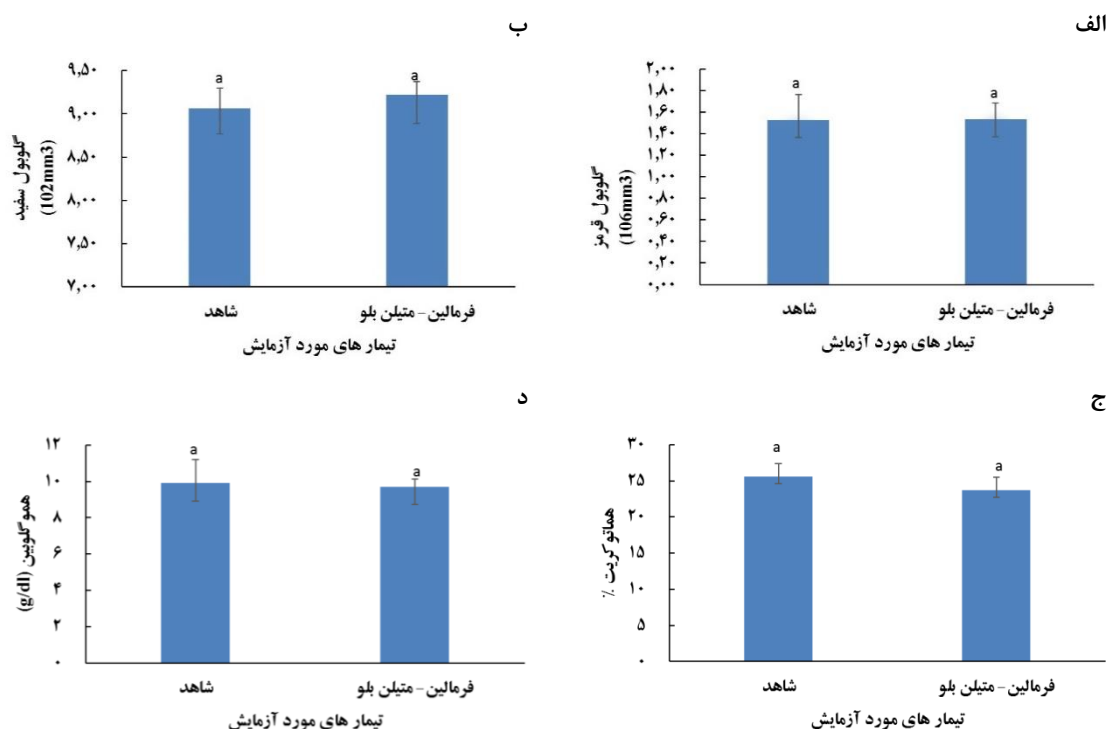 الف
۲,۰۰
۱,۸۰
۱,۶۰
۱,۴۰
۱,۲۰
۱,۰۰
۰,۸۰
۰,۶۰
۰,۴۰
۰,۲۰
۰,۰۰
گلوبول قرمز
(106mm3)
a
a
شاهد
فرمالین - متیلن بلو
تیمار های مورد آزمایش
ب
۹,۵۰
۹,۰۰
۸,۵۰
۸,۰۰
۷,۵۰
۷,۰۰
گلوبول سفید
(102mm3)
a
a
شاهد
فرمالین - متیلن بلو
تیمار های مورد آزمایش
ج
۳۰
۲۵
۲۰
۱۵
۱۰
۵
۰
هماتوکریت %
a
a
شاهد
فرمالین - متیلن بلو
تیمار های مورد آزمایش
د
۱۲
۱۰
۸
۶
۴
۲
۰
هموگلوبین (g/dl)
a
a
شاهد
فرمالین - متیلن بلو
تیمار های مورد آزمایش